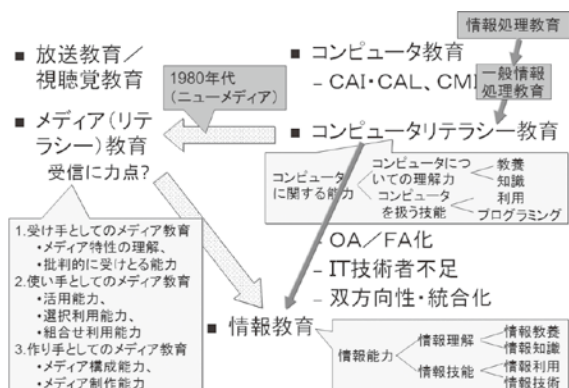 情報処理教育
一般情報
処理教育
■ 放送教育／
視聴覚教育
1980年代
（ニューメディア）
■ コンピュータ教育
– CAI・CAL、CMI
■ メディア（リテ
ラシー）教育
受信に力点?
■ コンピュータリテラシー教育
コンピュータ
に関する能力
コンピュータにつ
いての理解力
教養
知識
コンピュータ
を扱う技能
利用
プログラミング
1.受け手としてのメディア教育
・メディア特性の理解、
・批判的に受けとる能力
2.使い手としてのメディア教育
・活用能力、
・選択利用能力、
・組合せ利用能力
3.作り手としてのメディア教育
・メディア構成能力、
・メディア制作能力
– OA／FA化
– IT技術者不足
– 双方向性・統合化
■ 情報教育
情報能力
情報理解
情報教養
情報知識
情報技能
情報利用
情報技術